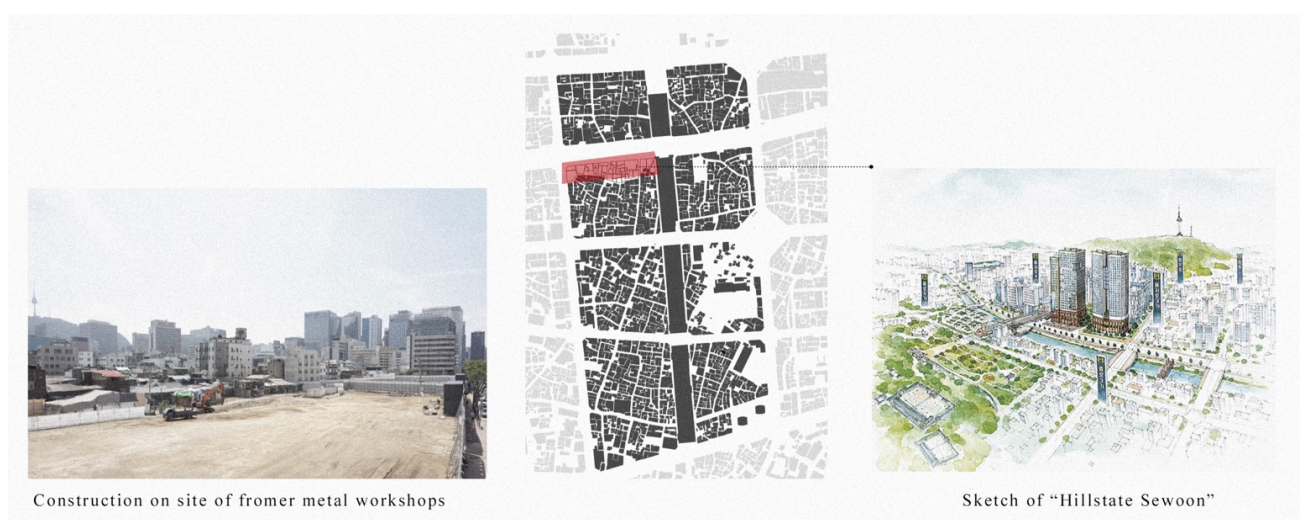 Construction on site of fromer metal workshops
Sketch of “Hillstate Sewoon”